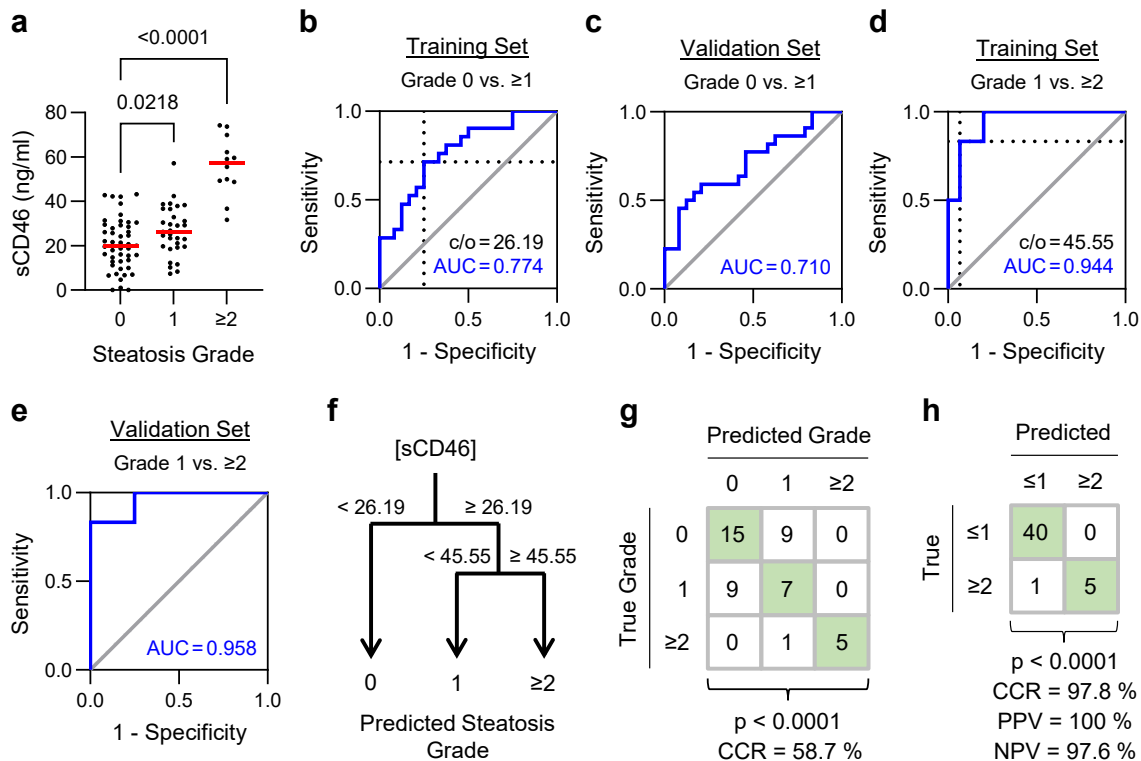 a
<0.0001
0.0218
80
60
40
20
0
sCD46 (ng/ml)
0 1 ≥2
Steatosis Grade
b
Training Set
Grade 0 vs. ≥1
1.0
0.5
0.0
Sensitivity
c/o = 26.19
AUC = 0.774
0.0 0.5 1.0
1 - Specificity
c
Validation Set
Grade 0 vs. ≥1
1.0
0.5
0.0
Sensitivity
AUC = 0.710
0.0 0.5 1.0
1 - Specificity
d
Training Set
Grade 1 vs. ≥2
1.0
0.5
0.0
Sensitivity
c/o = 45.55
AUC = 0.944
0.0 0.5 1.0
1 - Specificity
e
Validation Set
Grade 1 vs. ≥2
1.0
0.5
0.0
Sensitivity
AUC = 0.958
0.0 0.5 1.0
1 - Specificity
f
[sCD46]
< 26.19 ≥ 26.19
< 45.55 ≥ 45.55
0 1 ≥2
Predicted Steatosis
Grade
g
Predicted Grade
0 1 ≥2
True Grade
0 15 9 0
1 9 7 0
≥2 0 1 5
p < 0.0001
CCR = 58.7 %
h
Predicted
≤1 ≥2
True
≤1 40 0
≥2 1 5
p < 0.0001
CCR = 97.8 %
PPV = 100 %
NPV = 97.6 %